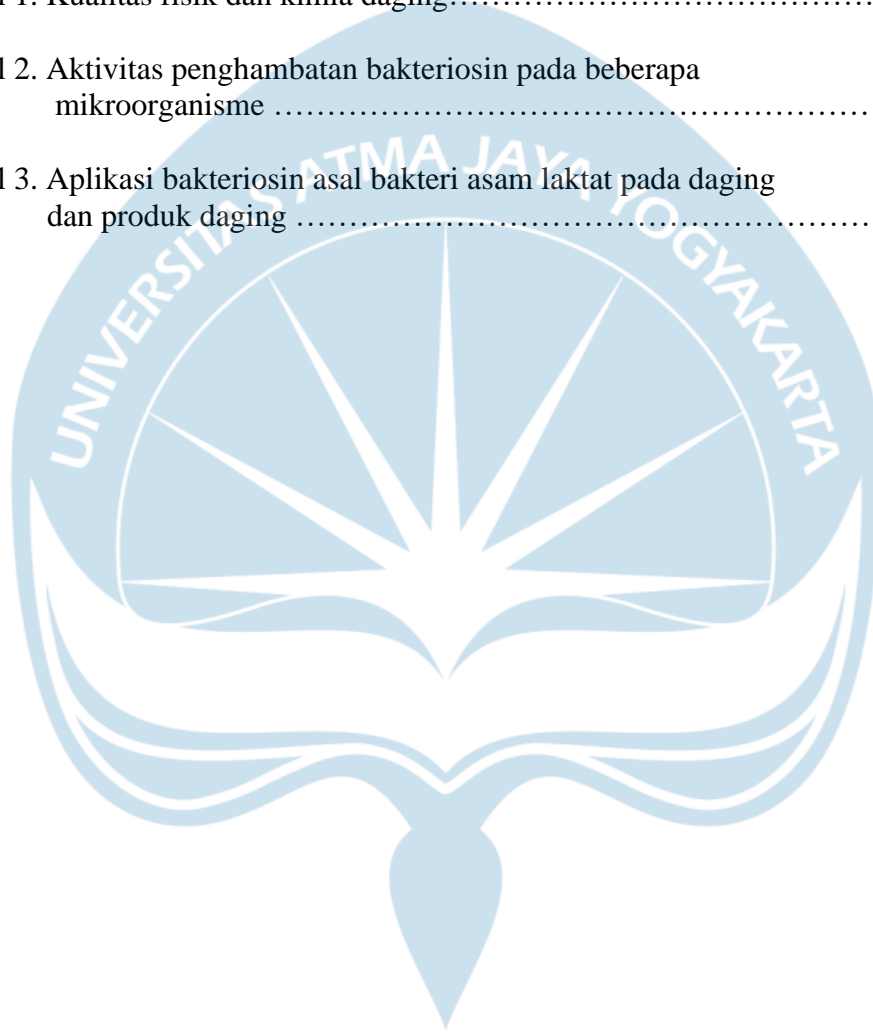 l 1. Kualitas fisik dan kimia daging……………………………………
l 2. Aktivitas penghambatan bakteriosin pada beberapa
mikroorganisme …………………………………………………………
l 3. Aplikasi bakteriosin asal bakteri asam laktat pada daging
dan produk daging ………………………………………………………
UNIVERSITAS ATMA JAYA YOGYAKARTA